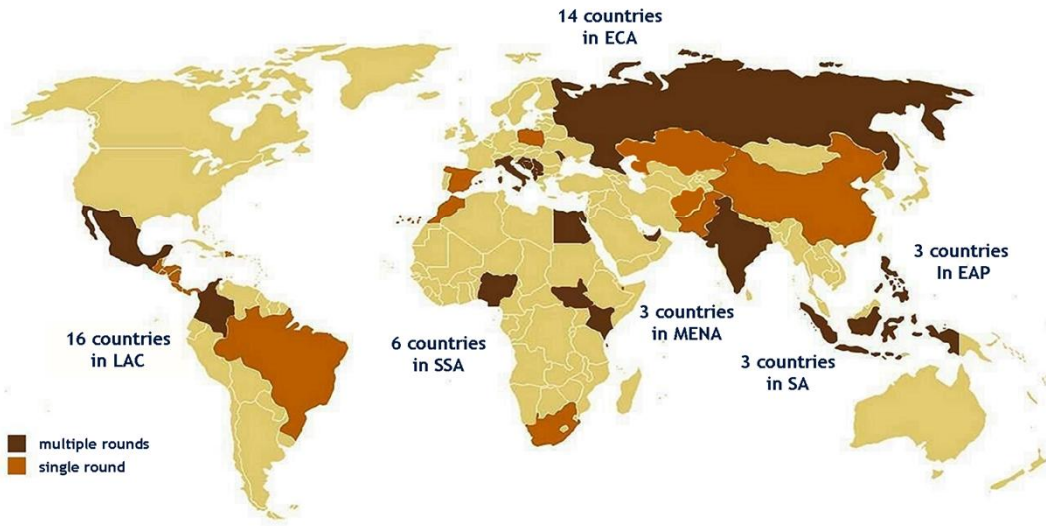 14 countries
in ECA
3 countries
In EAP
3 countries
in MENA
16 countries
in LAC
6 countries
in SSA
3 countries
in SA
multiple rounds
single round